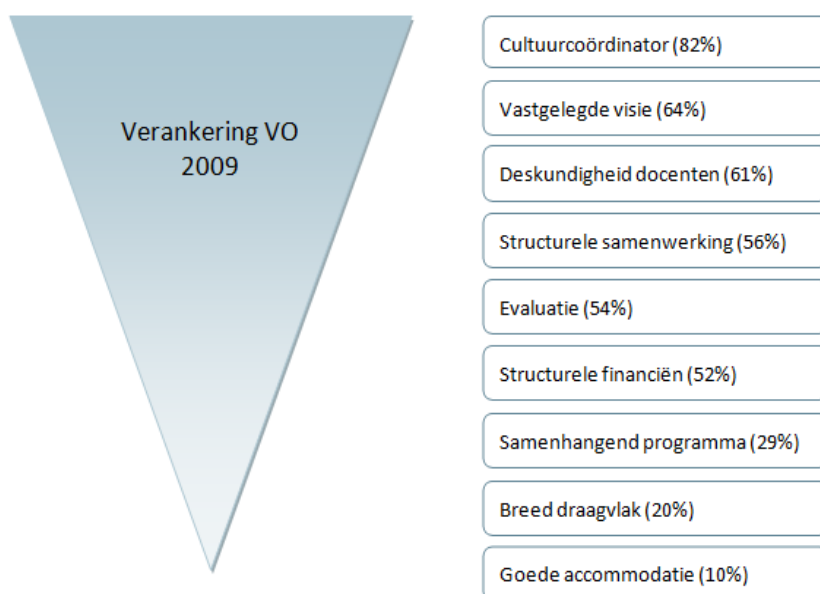 Verankering VO
2009
Cultuurcoördinator (82%)
Vastgelegde visie (64%)
Deskundigheid docenten (61%)
Structurele samenwerking (56%)
Evaluatie (54%)
Structurele financiën (52%)
Samenhangend programma (29%)
Breed draagvlak (20%)
Goede accommodatie (10%)